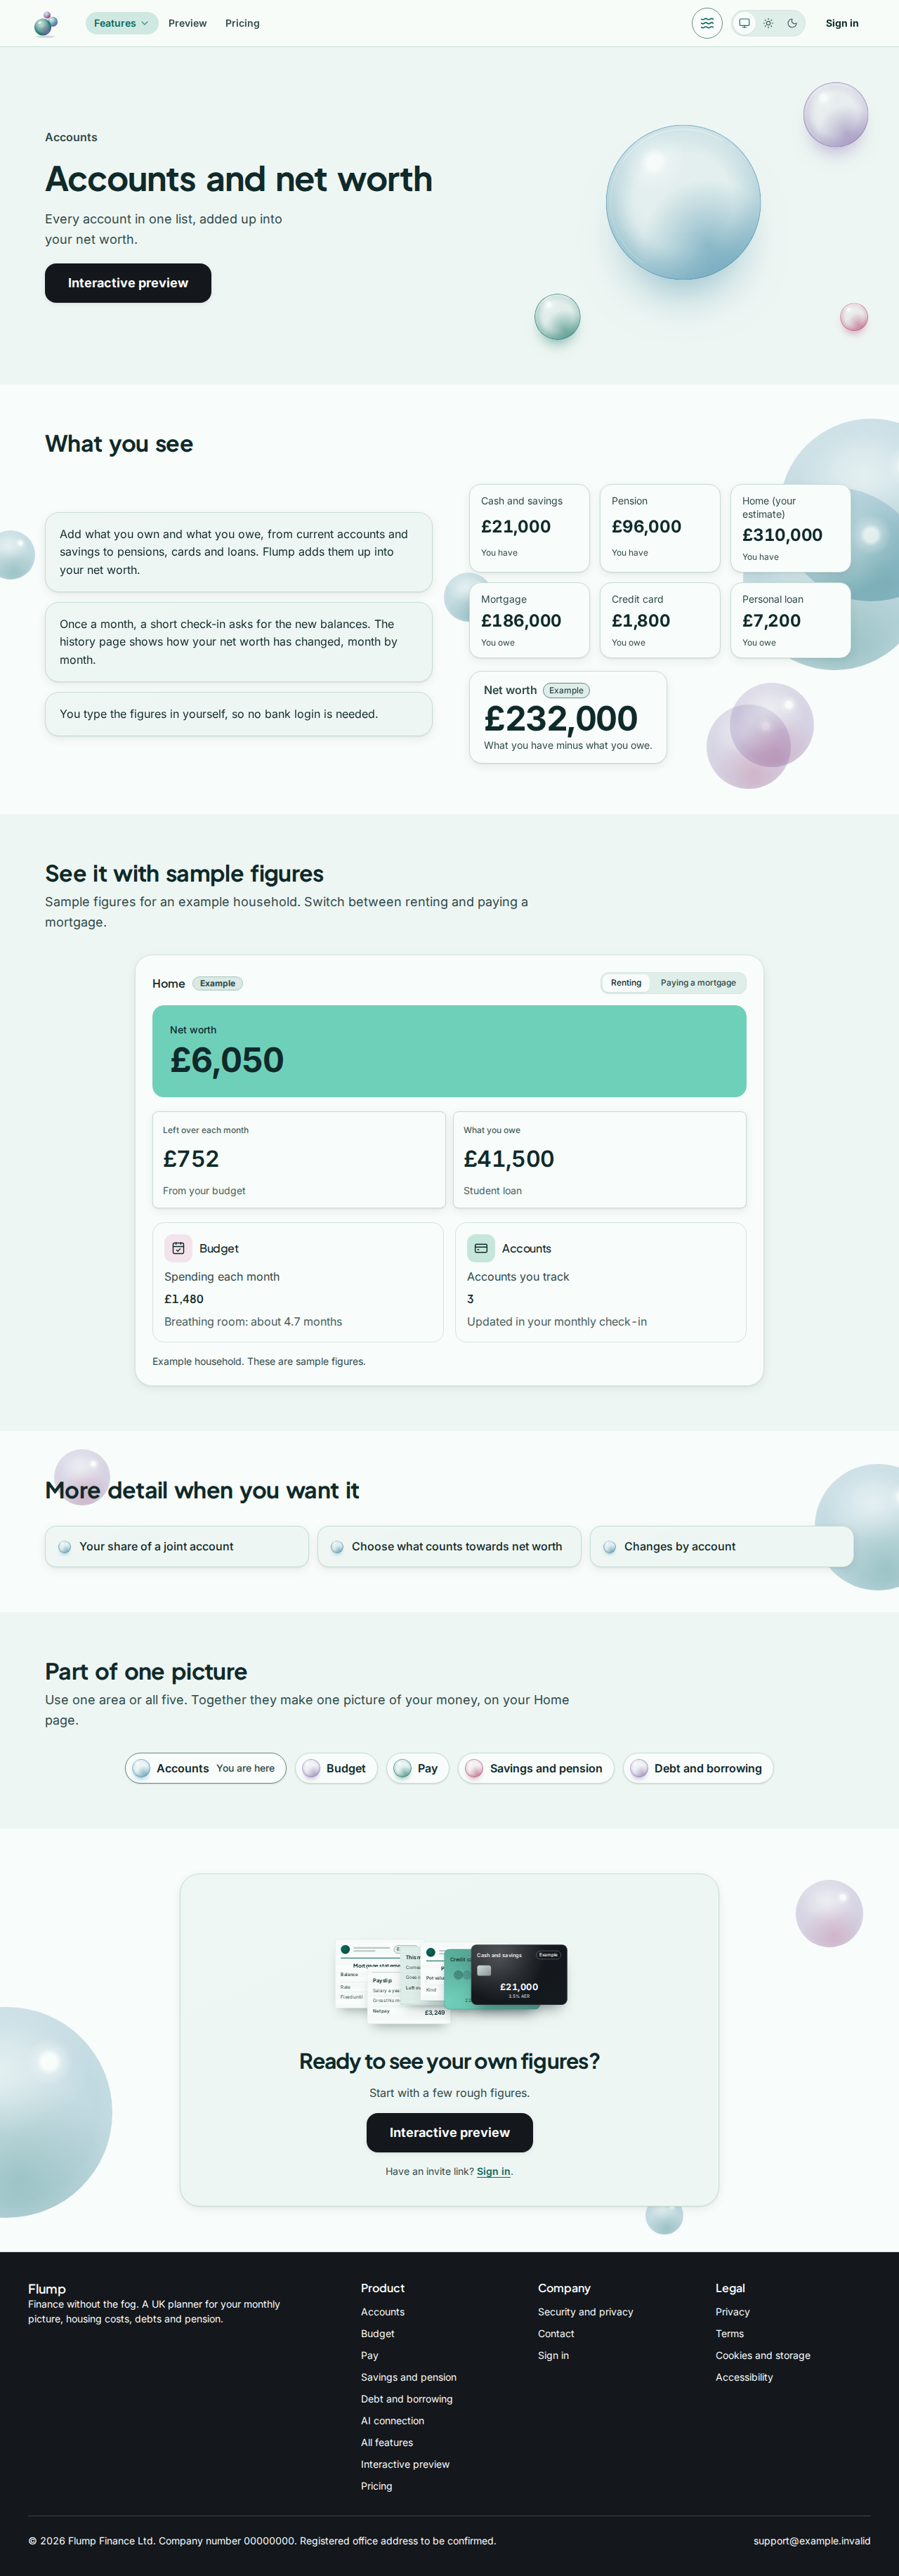 Features
Preview
Pricing
Sign in
Accounts
Accounts and net worth
Every account in one list, added up into
your net worth.
Interactive preview
What you see
Add what you own and what you owe, from current accounts and
savings to pensions, cards and loans. Flump adds them up into
your net worth.
Once a month, a short check-in asks for the new balances. The
history page shows how your net worth has changed, month by
month.
You type the figures in yourself, so no bank login is needed.
Cash and savings
£21,000
You have
Pension
£96,000
You have
Home (your
estimate)
£310,000
You have
Mortgage
£186,000
You owe
Credit card
£1,800
You owe
Personal loan
£7,200
You owe
Net worth
Example
£232,000
What you have minus what you owe.
See it with sample figures
Sample figures for an example household. Switch between renting and paying a
mortgage.
Home
Example
Renting
Paying a mortgage
Net worth
£6,050
Left over each month
£752
From your budget
What you owe
£41,500
Student loan
Budget
Spending each month
£1,480
Breathing room: about 4.7 months
Accounts
Accounts you track
3
Updated in your monthly check-in
Example household. These are sample figures.
More detail when you want it
Your share of a joint account
Choose what counts towards net worth
Changes by account
Part of one picture
Use one area or all five. Together they make one picture of your money, on your Home
page.
Accounts You are here
Budget
Pay
Savings and pension
Debt and borrowing
Balance
Rate
Payslip
Net pay
£3,249
Cash and savings
Example
£21,000
3.5% AER
Ready to see your own figures?
Start with a few rough figures.
Interactive preview
Have an invite link? Sign in.
Flump
Finance without the fog. A UK planner for your monthly
picture, housing costs, debts and pension.
Product
Accounts
Budget
Pay
Savings and pension
Debt and borrowing
AI connection
All features
Interactive preview
Pricing
Company
Security and privacy
Contact
Sign in
Legal
Privacy
Terms
Cookies and storage
Accessibility
© 2026 Flump Finance Ltd. Company number 00000000. Registered office address to be confirmed.
support@example.invalid